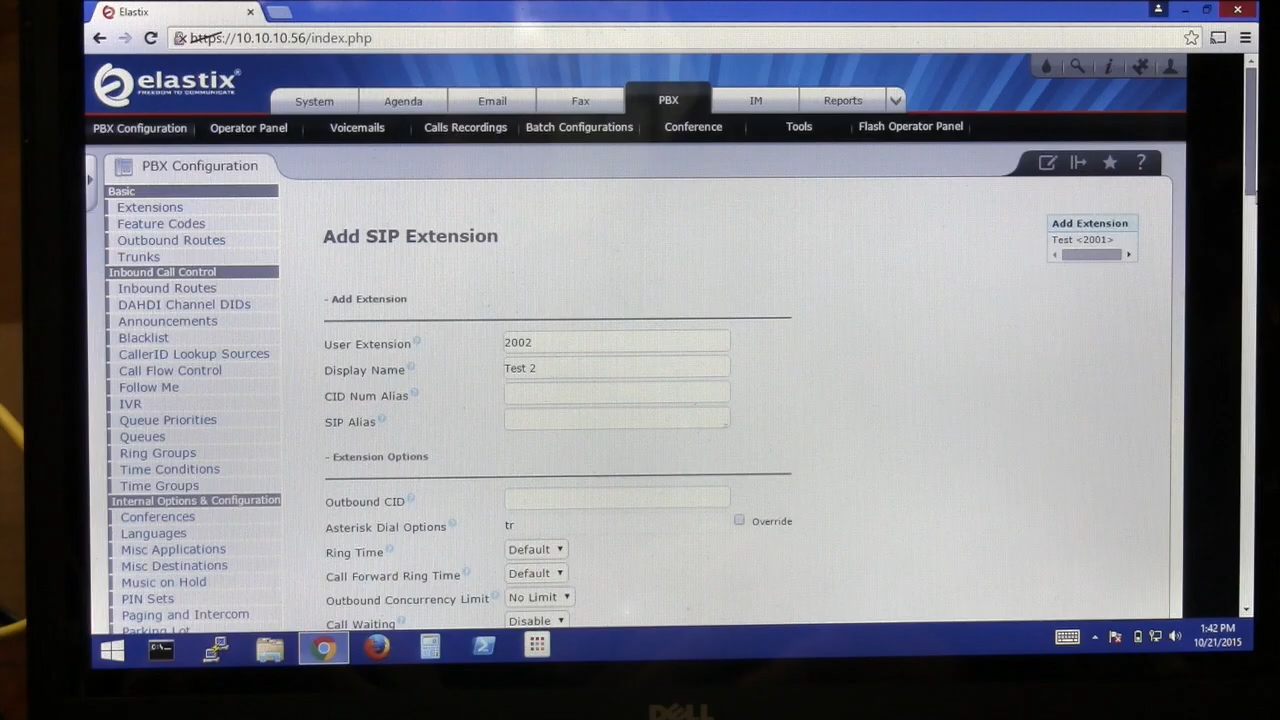 Elastix
https://10.10.10.56/index.php
elastix®
FREEDOM TO COMMUNICATE
System Agenda Email Fax PBX IM Reports
PBX Configuration Operator Panel Voicemails Calls Recordings Batch Configurations Conference Tools Flash Operator Panel
PBX Configuration
Basic
Extensions
Feature Codes
Outbound Routes
Trunks
Inbound Call Control
Inbound Routes
DAHDI Channel DIDs
Announcements
Blacklist
CallerID Lookup Sources
Call Flow Control
Follow Me
IVR
Queue Priorities
Queues
Ring Groups
Time Conditions
Time Groups
Internal Options & Configuration
Conferences
Languages
Misc Applications
Misc Destinations
Music on Hold
PIN Sets
Paging and Intercom
Parking Lot
Add SIP Extension
- Add Extension
User Extension 2002
Display Name Test 2
CID Num Alias
SIP Alias
- Extension Options
Outbound CID
Asterisk Dial Options tr Override
Ring Time Default
Call Forward Ring Time Default
Outbound Concurrency Limit No Limit
Call Waiting Disable
Add Extension
Test <2001>
1:42 PM
10/21/2015
DELL